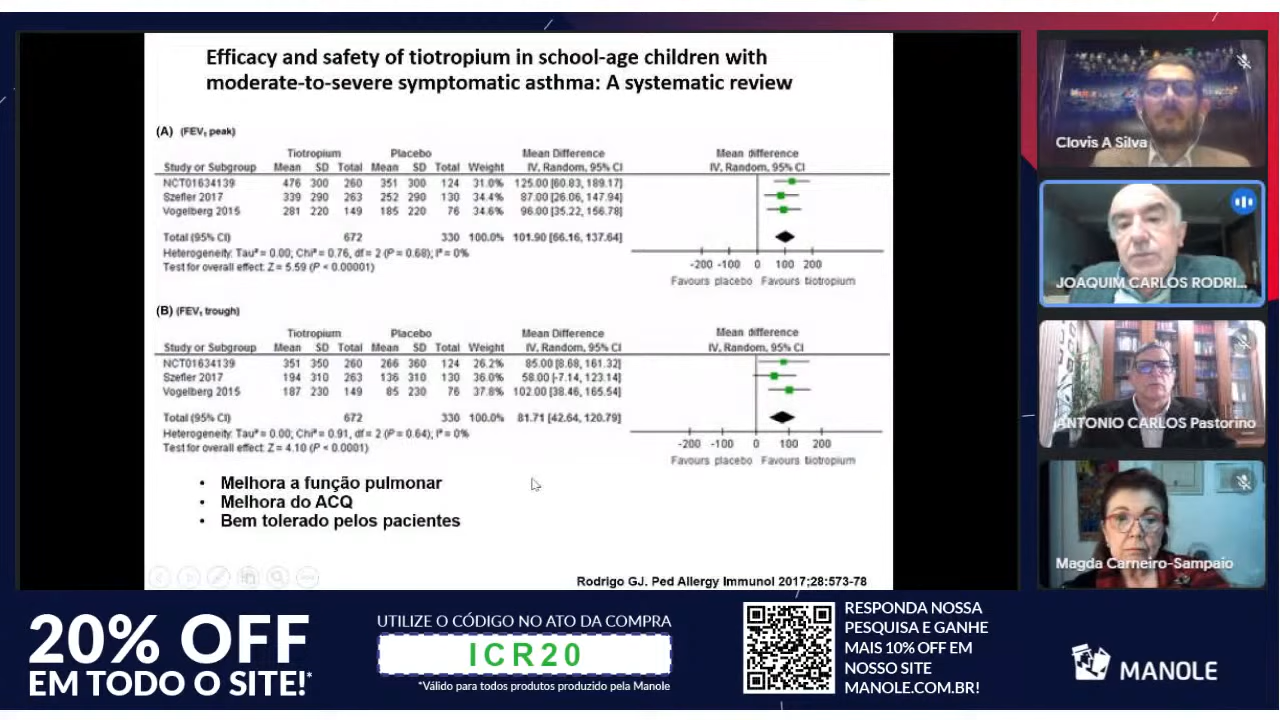 Efficacy and safety of tiotropium in school-age children with
moderate-to-severe symptomatic asthma: A systematic review
(A) (FEV₁ peak)
Tiotropium Placebo Mean Difference Mean difference
Study or Subgroup Mean SD Total Mean SD Total Weight IV, Random, 95% CI IV, Random, 95% CI
NCT01634139 476 300 260 351 300 124 31.0% 125.00 [60.83, 189.17]
Szefler 2017 339 290 263 252 290 130 34.4% 87.00 [26.06, 147.94]
Vogelberg 2015 281 220 149 185 220 76 34.6% 96.00 [35.22, 156.78]
Total (95% CI) 672 330 100.0% 101.90 [66.16, 137.64]
Heterogeneity: Tau² = 0.00; Chi² = 0.76, df = 2 (P = 0.68); I² = 0%
Test for overall effect: Z = 5.59 (P < 0.00001)
-200 -100 0 100 200
Favours placebo Favours tiotropium
(B) (FEV₁ trough)
Tiotropium Placebo Mean Difference Mean difference
Study or Subgroup Mean SD Total Mean SD Total Weight IV, Random, 95% CI IV, Random, 95% CI
NCT01634139 351 350 260 266 360 124 26.2% 85.00 [8.68, 161.32]
Szefler 2017 194 310 263 136 310 130 36.0% 58.00 [-7.14, 123.14]
Vogelberg 2015 187 230 149 85 230 76 37.8% 102.00 [38.46, 165.54]
Total (95% CI) 672 330 100.0% 81.71 [42.64, 120.79]
Heterogeneity: Tau² = 0.00; Chi² = 0.91, df = 2 (P = 0.64); I² = 0%
Test for overall effect: Z = 4.10 (P < 0.0001)
-200 -100 0 100 200
Favours placebo Favours tiotropium
• Melhora a função pulmonar
• Melhora do ACQ
• Bem tolerado pelos pacientes
Rodrigo GJ. Ped Allergy Immunol 2017;28:573-78
Clovis A Silva
JOAQUIM CARLOS RODRI...
ANTONIO CARLOS Pastorino
Magda Carneiro-Sampaio
20% OFF
EM TODO O SITE!*
UTILIZE O CÓDIGO NO ATO DA COMPRA
ICR20
*Válido para todos produtos produzido pela Manole
RESPONDA NOSSA
PESQUISA E GANHE
MAIS 10% OFF EM
NOSSO SITE
MANOLE.COM.BR!
MANOLE